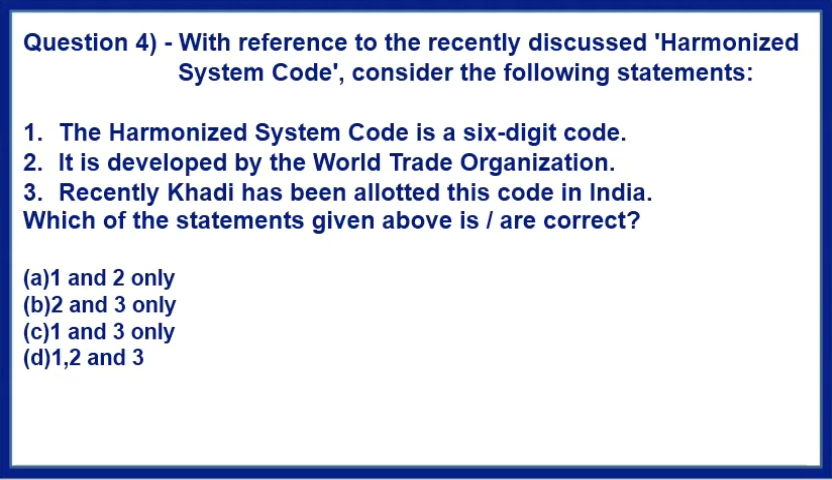 Question 4) - With reference to the recently discussed 'Harmonized
System Code', consider the following statements:
1. The Harmonized System Code is a six-digit code.
2. It is developed by the World Trade Organization.
3. Recently Khadi has been allotted this code in India.
Which of the statements given above is / are correct?
(a)1 and 2 only
(b)2 and 3 only
(c)1 and 3 only
(d)1,2 and 3